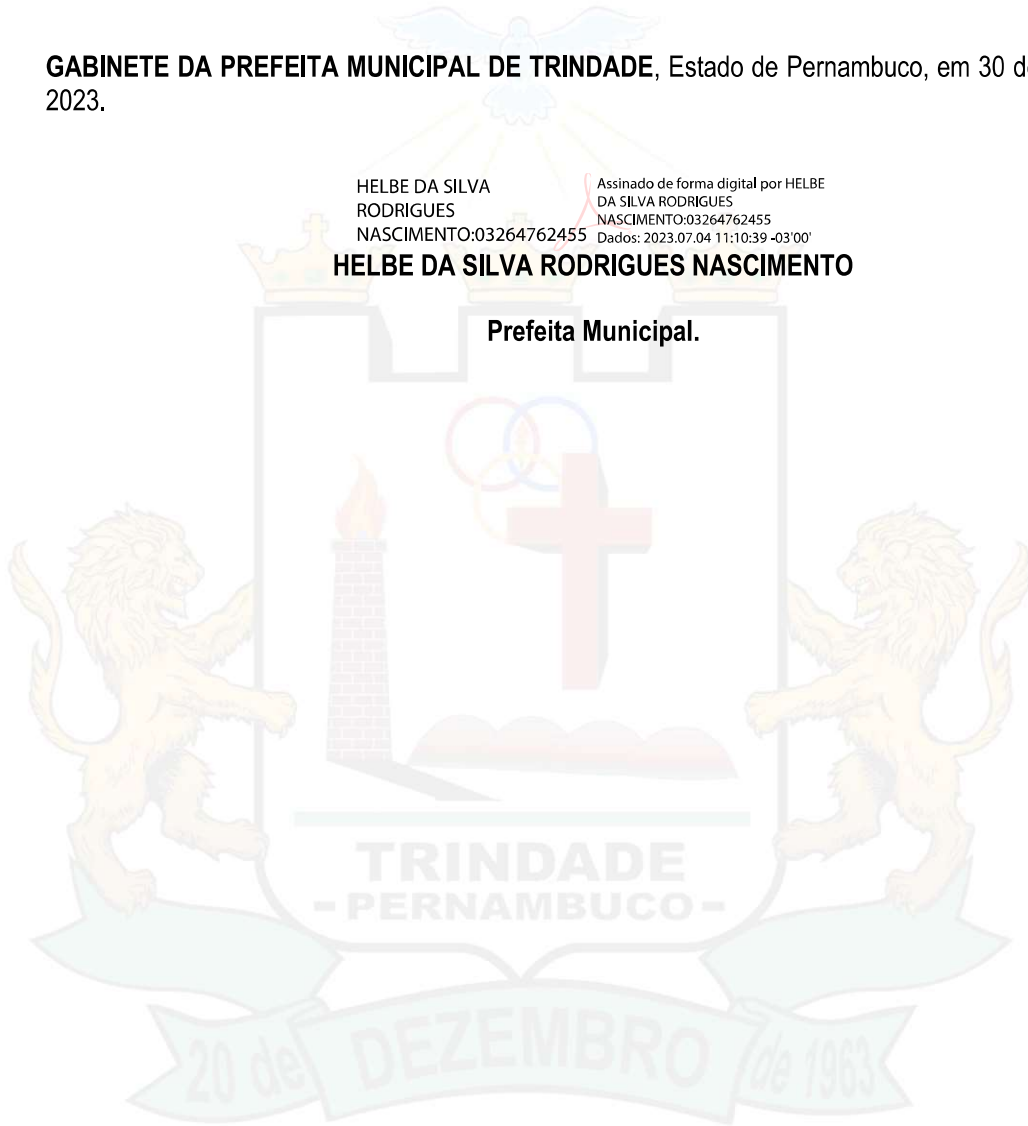 GABINETE DA PREFEITA MUNICIPAL DE TRINDADE, Estado de Pernambuco, em 30 d
2023.
HELBE DA SILVA
RODRIGUES
NASCIMENTO:03264762455
Assinado de forma digital por HELBE
DA SILVA RODRIGUES
NASCIMENTO:03264762455
Dados: 2023.07.04 11:10:39 -03'00'
HELBE DA SILVA RODRIGUES NASCIMENTO
Prefeita Municipal.
TRINDADE
- PERNAMBUCO -
20 de DEZEMBRO de 1963